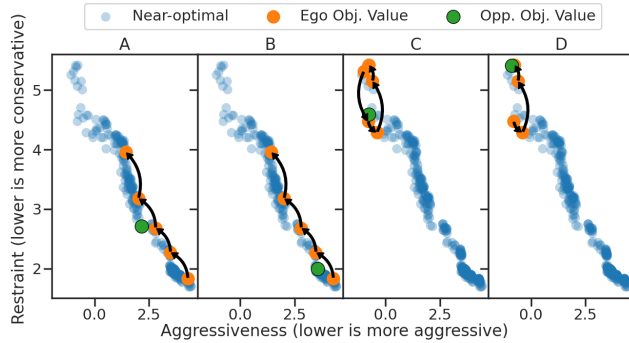 Near-optimal Ego Obj. Value Opp. Obj. Value
A B C D
Restraint (lower is more conservative)
5
4
3
2
0.0 2.5 0.0 2.5 0.0 2.5 0.0 2.5
Aggressiveness (lower is more aggressive)